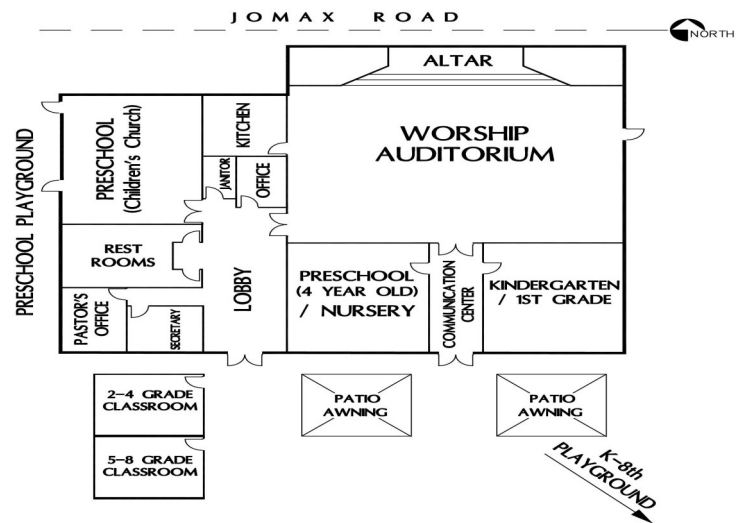 JOMAX ROAD
NORTH
ALTAR
WORSHIP
AUDITORIUM
KITCHEN
JANITOR
OFFICE
PRESCHOOL
(Children's Church)
PRESCHOOL PLAYGROUND
REST
ROOMS
LOBBY
PASTOR'S
OFFICE
SECRETARY
PRESCHOOL
(4 YEAR OLD)
/ NURSERY
COMMUNICATION
CENTER
KINDERGARTEN
/ 1ST GRADE
2-4 GRADE
CLASSROOM
5-8 GRADE
CLASSROOM
PATIO
AWNING
PATIO
AWNING
K-8th
PLAYGROUND